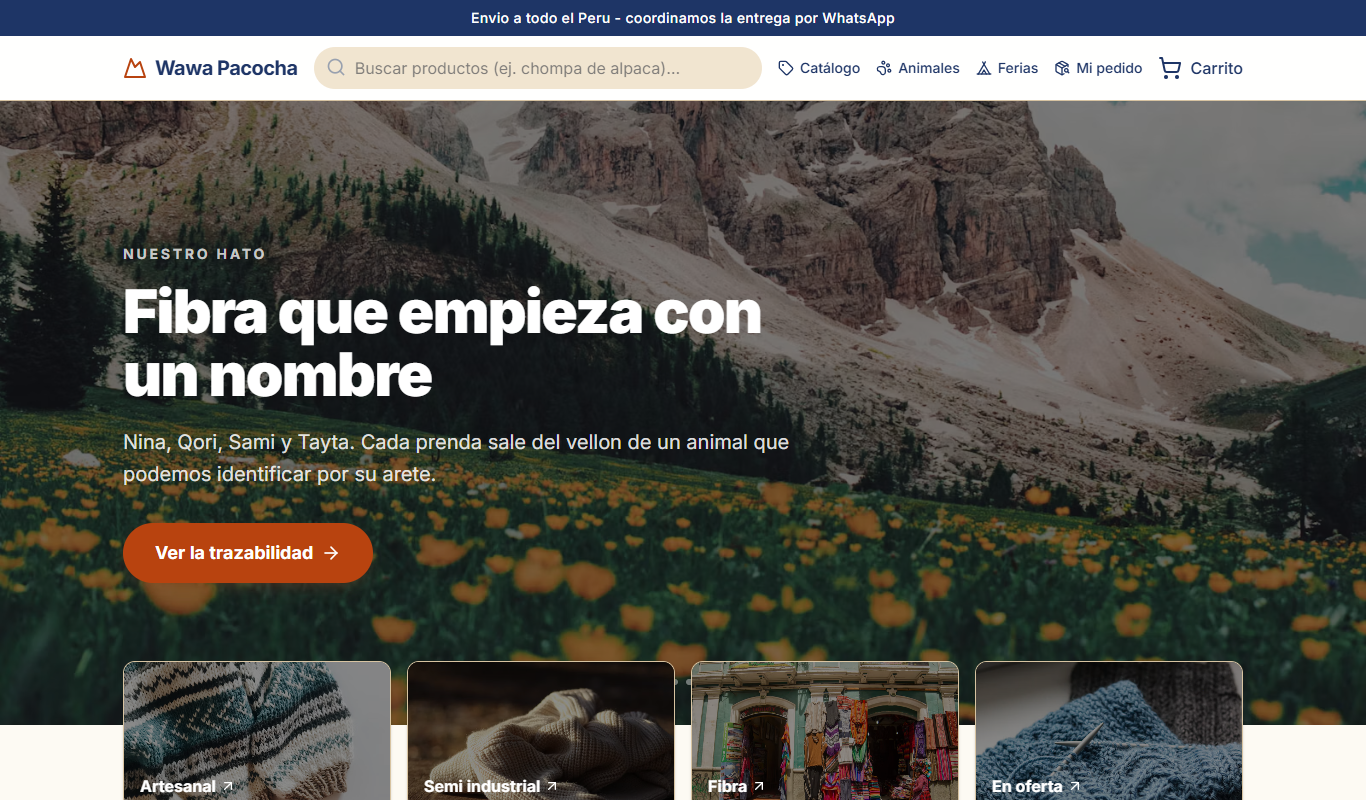 Envio a todo el Peru - coordinamos la entrega por WhatsApp
Wawa Pacocha
Buscar productos (ej. chompa de alpaca)...
Catálogo
Animales
Ferias
Mi pedido
Carrito
NUESTRO HATO
Fibra que empieza con
un nombre
Nina, Qori, Sami y Tayta. Cada prenda sale del vellon de un animal que
podemos identificar por su arete.
Ver la trazabilidad
Artesanal
Semi industrial
Fibra
En oferta